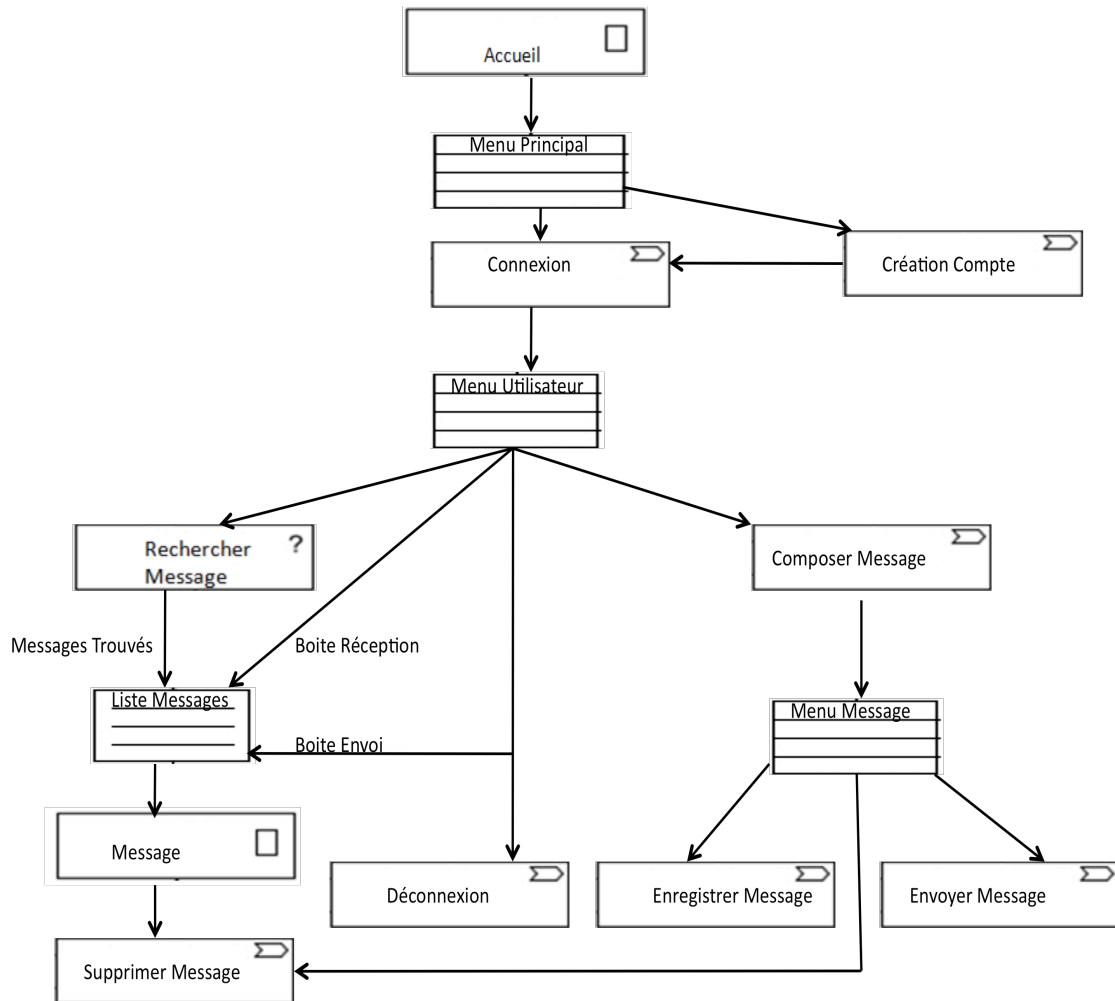 Accueil
Menu Principal
Connexion
Création Compte
Menu Utilisateur
Rechercher
Message
?
Composer Message
Messages Trouvés
Boite Réception
Liste Messages
Menu Message
Boite Envoi
Message
Déconnexion
Enregistrer Message
Envoyer Message
Supprimer Message